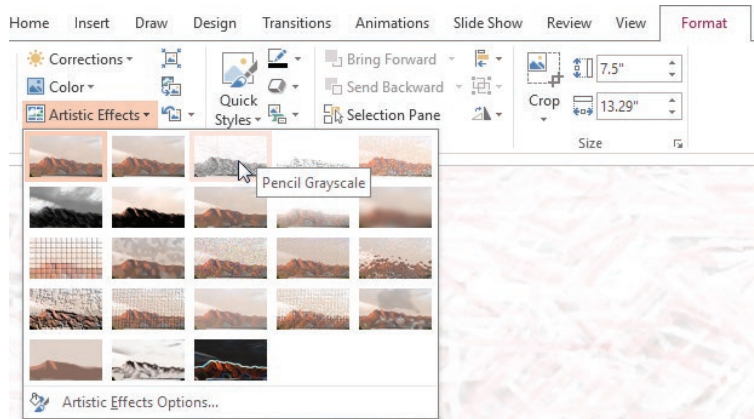 Home Insert Draw Design Transitions Animations Slide Show Review View Format
Corrections
Color
Artistic Effects
Quick
Styles
Bring Forward
Send Backward
Selection Pane
Crop
7.5"
13.29"
Size
Pencil Grayscale
Artistic Effects Options...